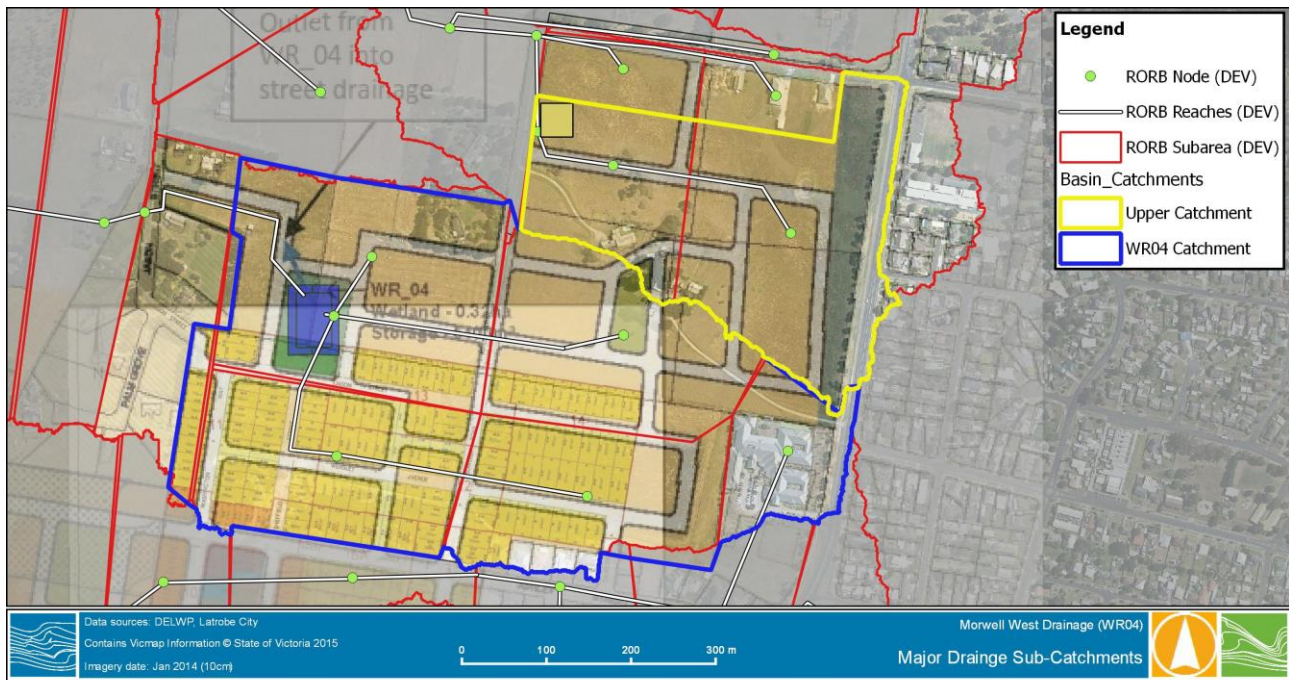 Outlet from
WR_04 into
street drainage
WR_04
Wetland - 0.32ha
Legend
RORB Node (DEV)
RORB Reaches (DEV)
RORB Subarea (DEV)
Basin_Catchments
Upper Catchment
WR04 Catchment
Data sources: DELWP, Latrobe City
Contains Vicmap Information © State of Victoria 2015
Imagery date: Jan 2014 (10cm)
0 100 200 300 m
Morwell West Drainage (WR04)
Major Drainge Sub-Catchments